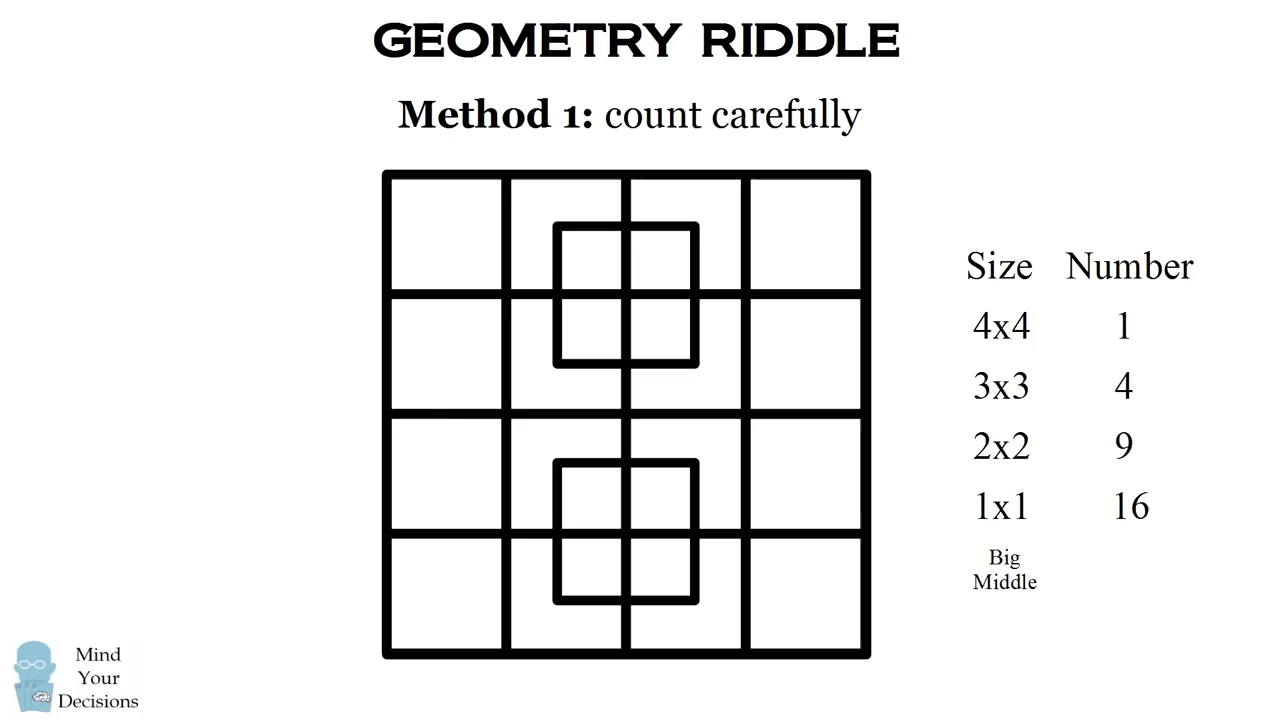 GEOMETRY RIDDLE
Method 1: count carefully
Size Number
4x4 1
3x3 4
2x2 9
1x1 16
Big
Middle
Mind
Your
Decisions